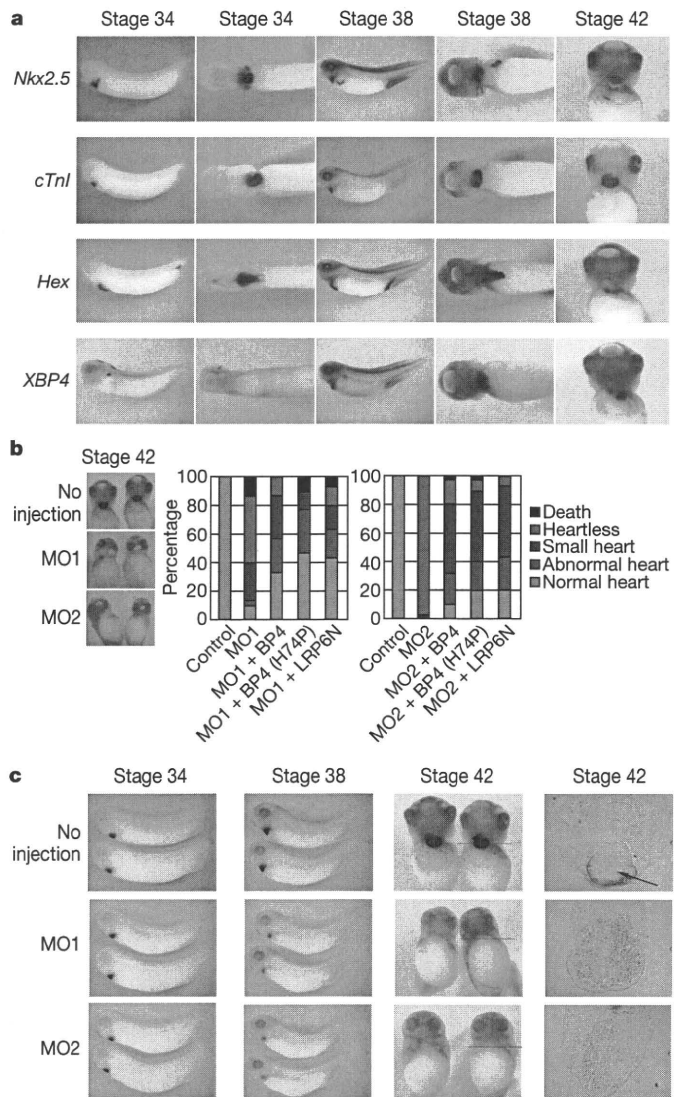 a
Stage 34 Stage 34 Stage 38 Stage 38 Stage 42
Nkx2.5
cTnI
Hex
XBP4
b
Stage 42
No injection
MO1
MO2
Percentage
100
80
60
40
20
0
Control
MO1
MO1 + BP4
MO1 + BP4 (H74P)
MO1 + LRP6N
100
80
60
40
20
0
Control
MO2
MO2 + BP4
MO2 + BP4 (H74P)
MO2 + LRP6N
Death
Heartless
Small heart
Abnormal heart
Normal heart
c
Stage 34 Stage 38 Stage 42 Stage 42
No injection
MO1
MO2